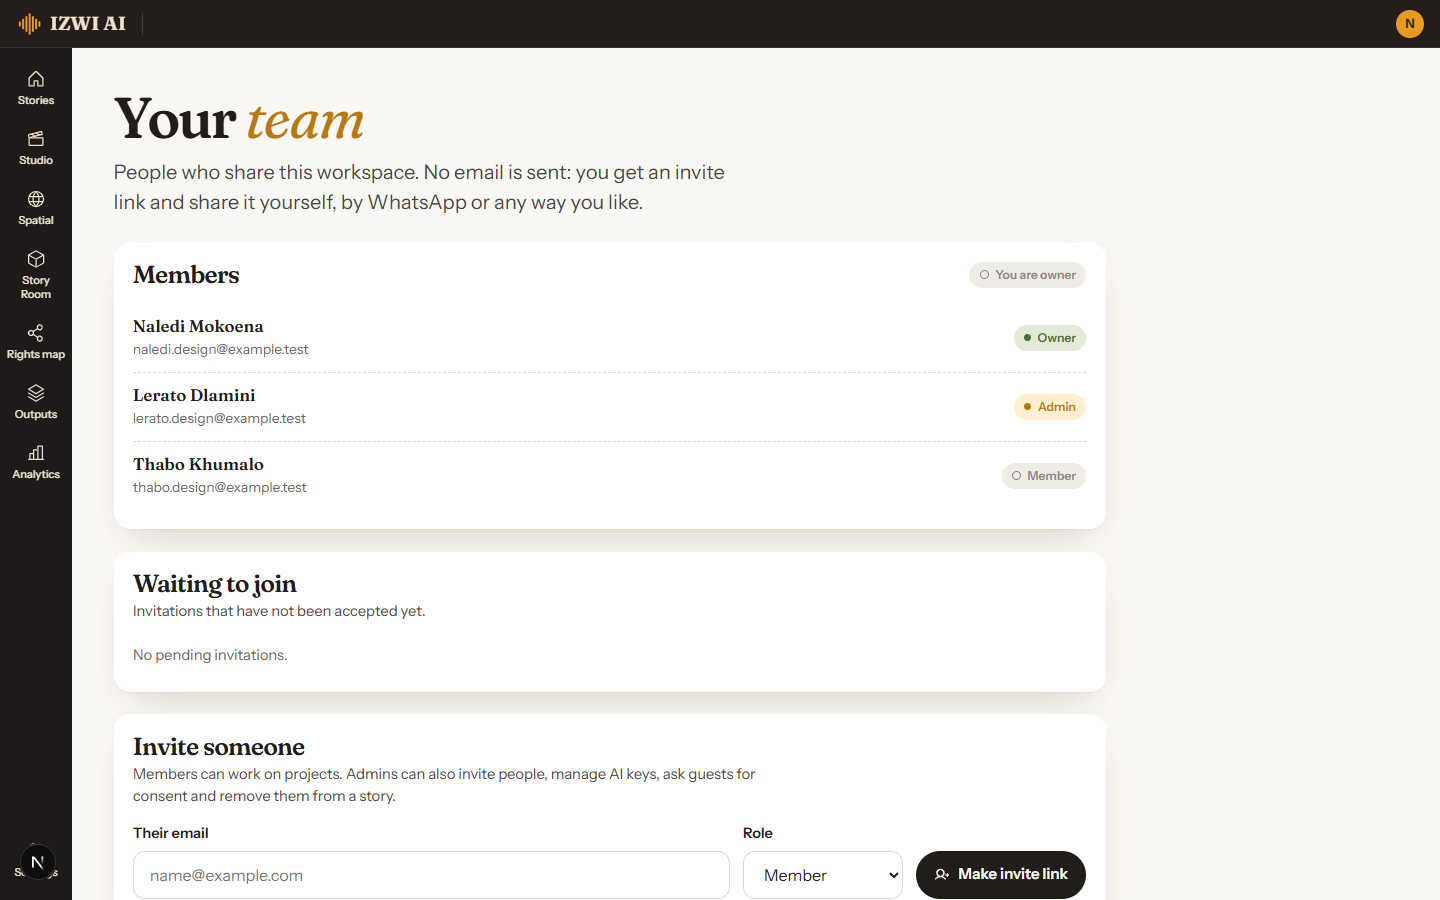 IZWI AI
N
Stories
Studio
Spatial
Story
Room
Rights map
Outputs
Analytics
N
Your team
People who share this workspace. No email is sent: you get an invite
link and share it yourself, by WhatsApp or any way you like.
Members
You are owner
Naledi Mokoena
naledi.design@example.test
Owner
Lerato Dlamini
lerato.design@example.test
Admin
Thabo Khumalo
thabo.design@example.test
Member
Waiting to join
Invitations that have not been accepted yet.
No pending invitations.
Invite someone
Members can work on projects. Admins can also invite people, manage AI keys, ask guests for
consent and remove them from a story.
Their email
Role
name@example.com
Member
Make invite link